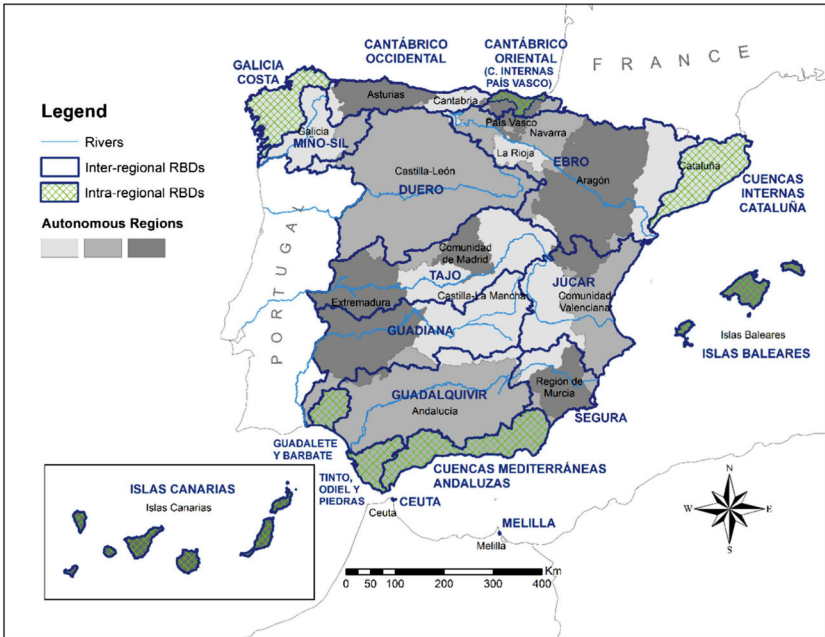 CANTÁBRICO
OCCIDENTAL
CANTÁBRICO
ORIENTAL
(C. INTERNAS
PAÍS VASCO)
FRANCE
GALICIA
COSTA
Legend
Rivers
Inter-regional RBDs
Intra-regional RBDs
Autonomous Regions
Asturias
Cantabria
País Vasco
Navarra
Galicia
MIÑO-SIL
La Rioja
EBRO
Castilla-León
DUERO
Aragón
Cataluña
CUENCAS
INTERNAS
CATALUÑA
PORTUGAL
Comunidad
de Madrid
TAJO
JÚCAR
Castilla-La Mancha
Comunidad
Valenciana
Extremadura
GUADIANA
Islas Baleares
ISLAS BALEARES
GUADALQUIVIR
Andalucía
Región de
Murcia
SEGURA
GUADALETE
Y BARBATE
TINTO,
ODIEL Y
PIEDRAS
CUENCAS MEDITERRÁNEAS
ANDALUZAS
ISLAS CANARIAS
Islas Canarias
CEUTA
Ceuta
MELILLA
Melilla
N
W E
S
Km
0 50 100 200 300 400